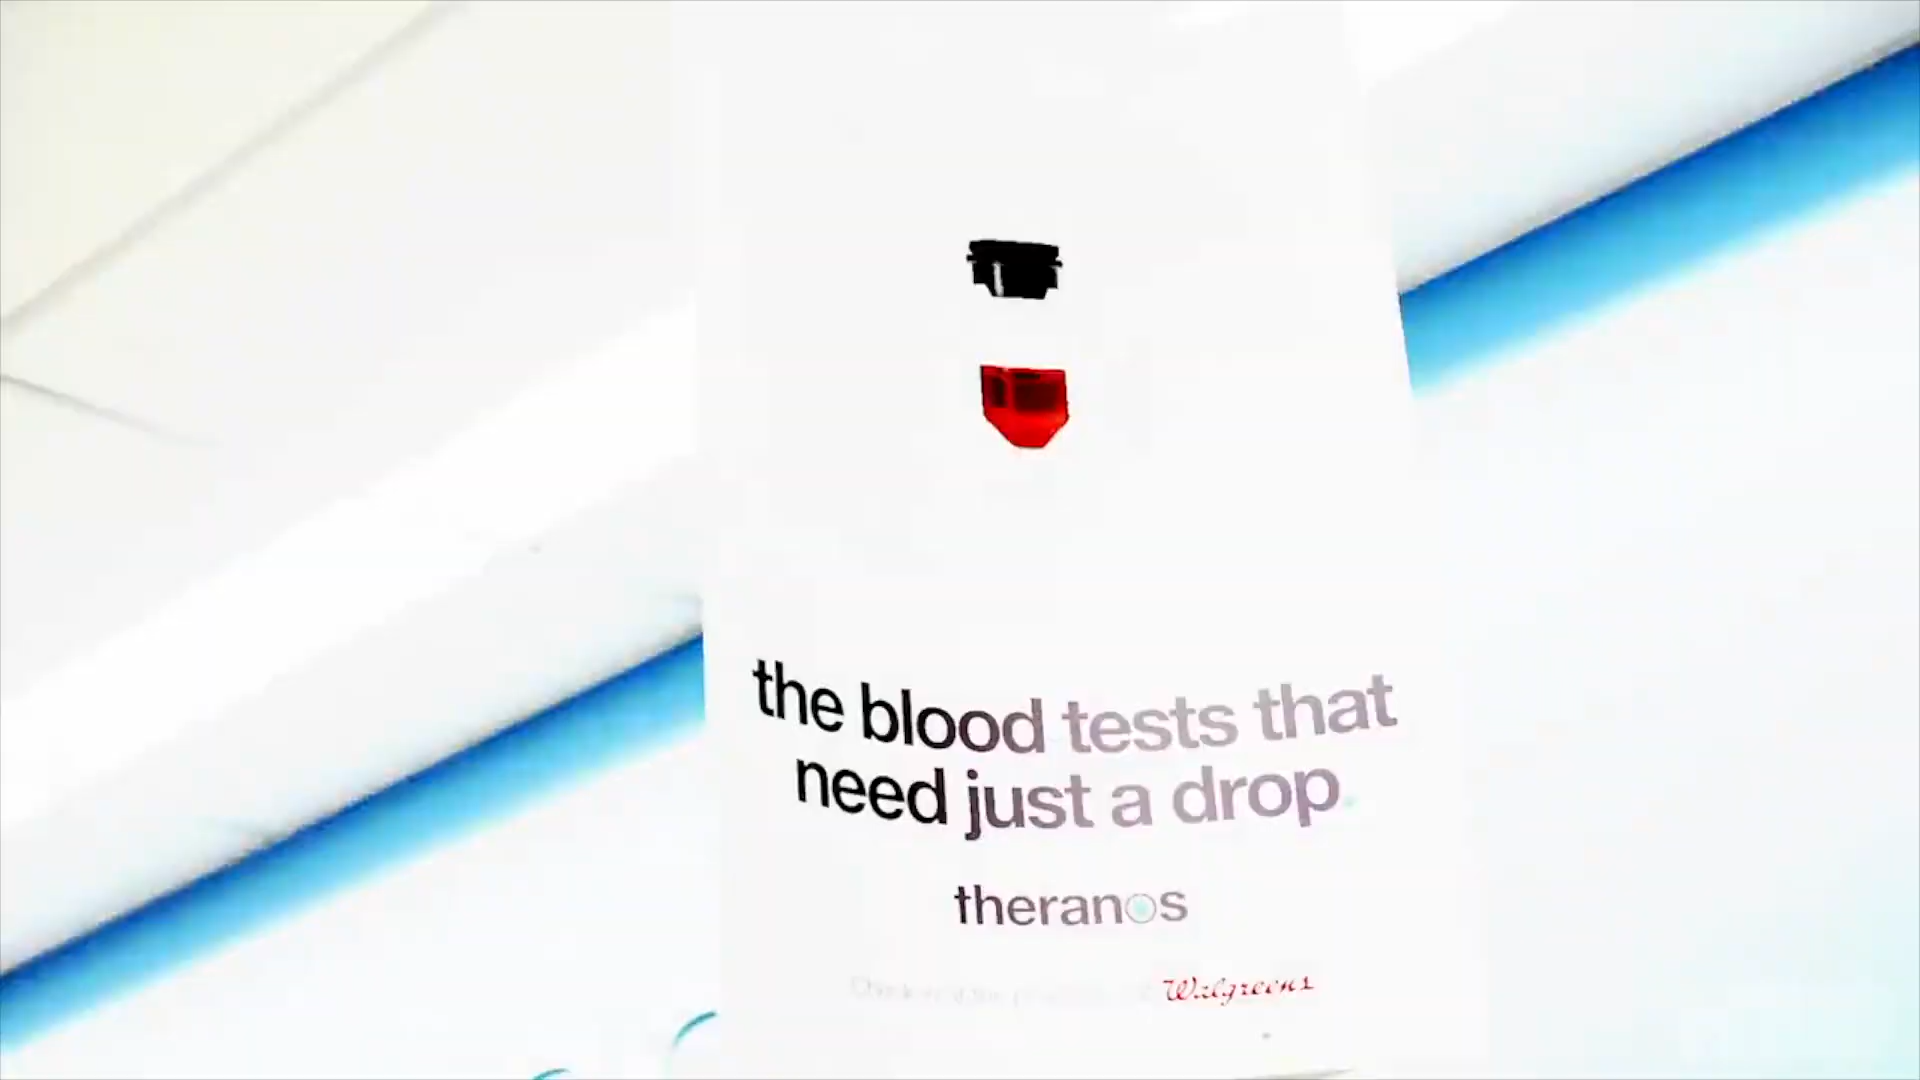 the blood tests that
need just a drop.
theranos
Walgreens